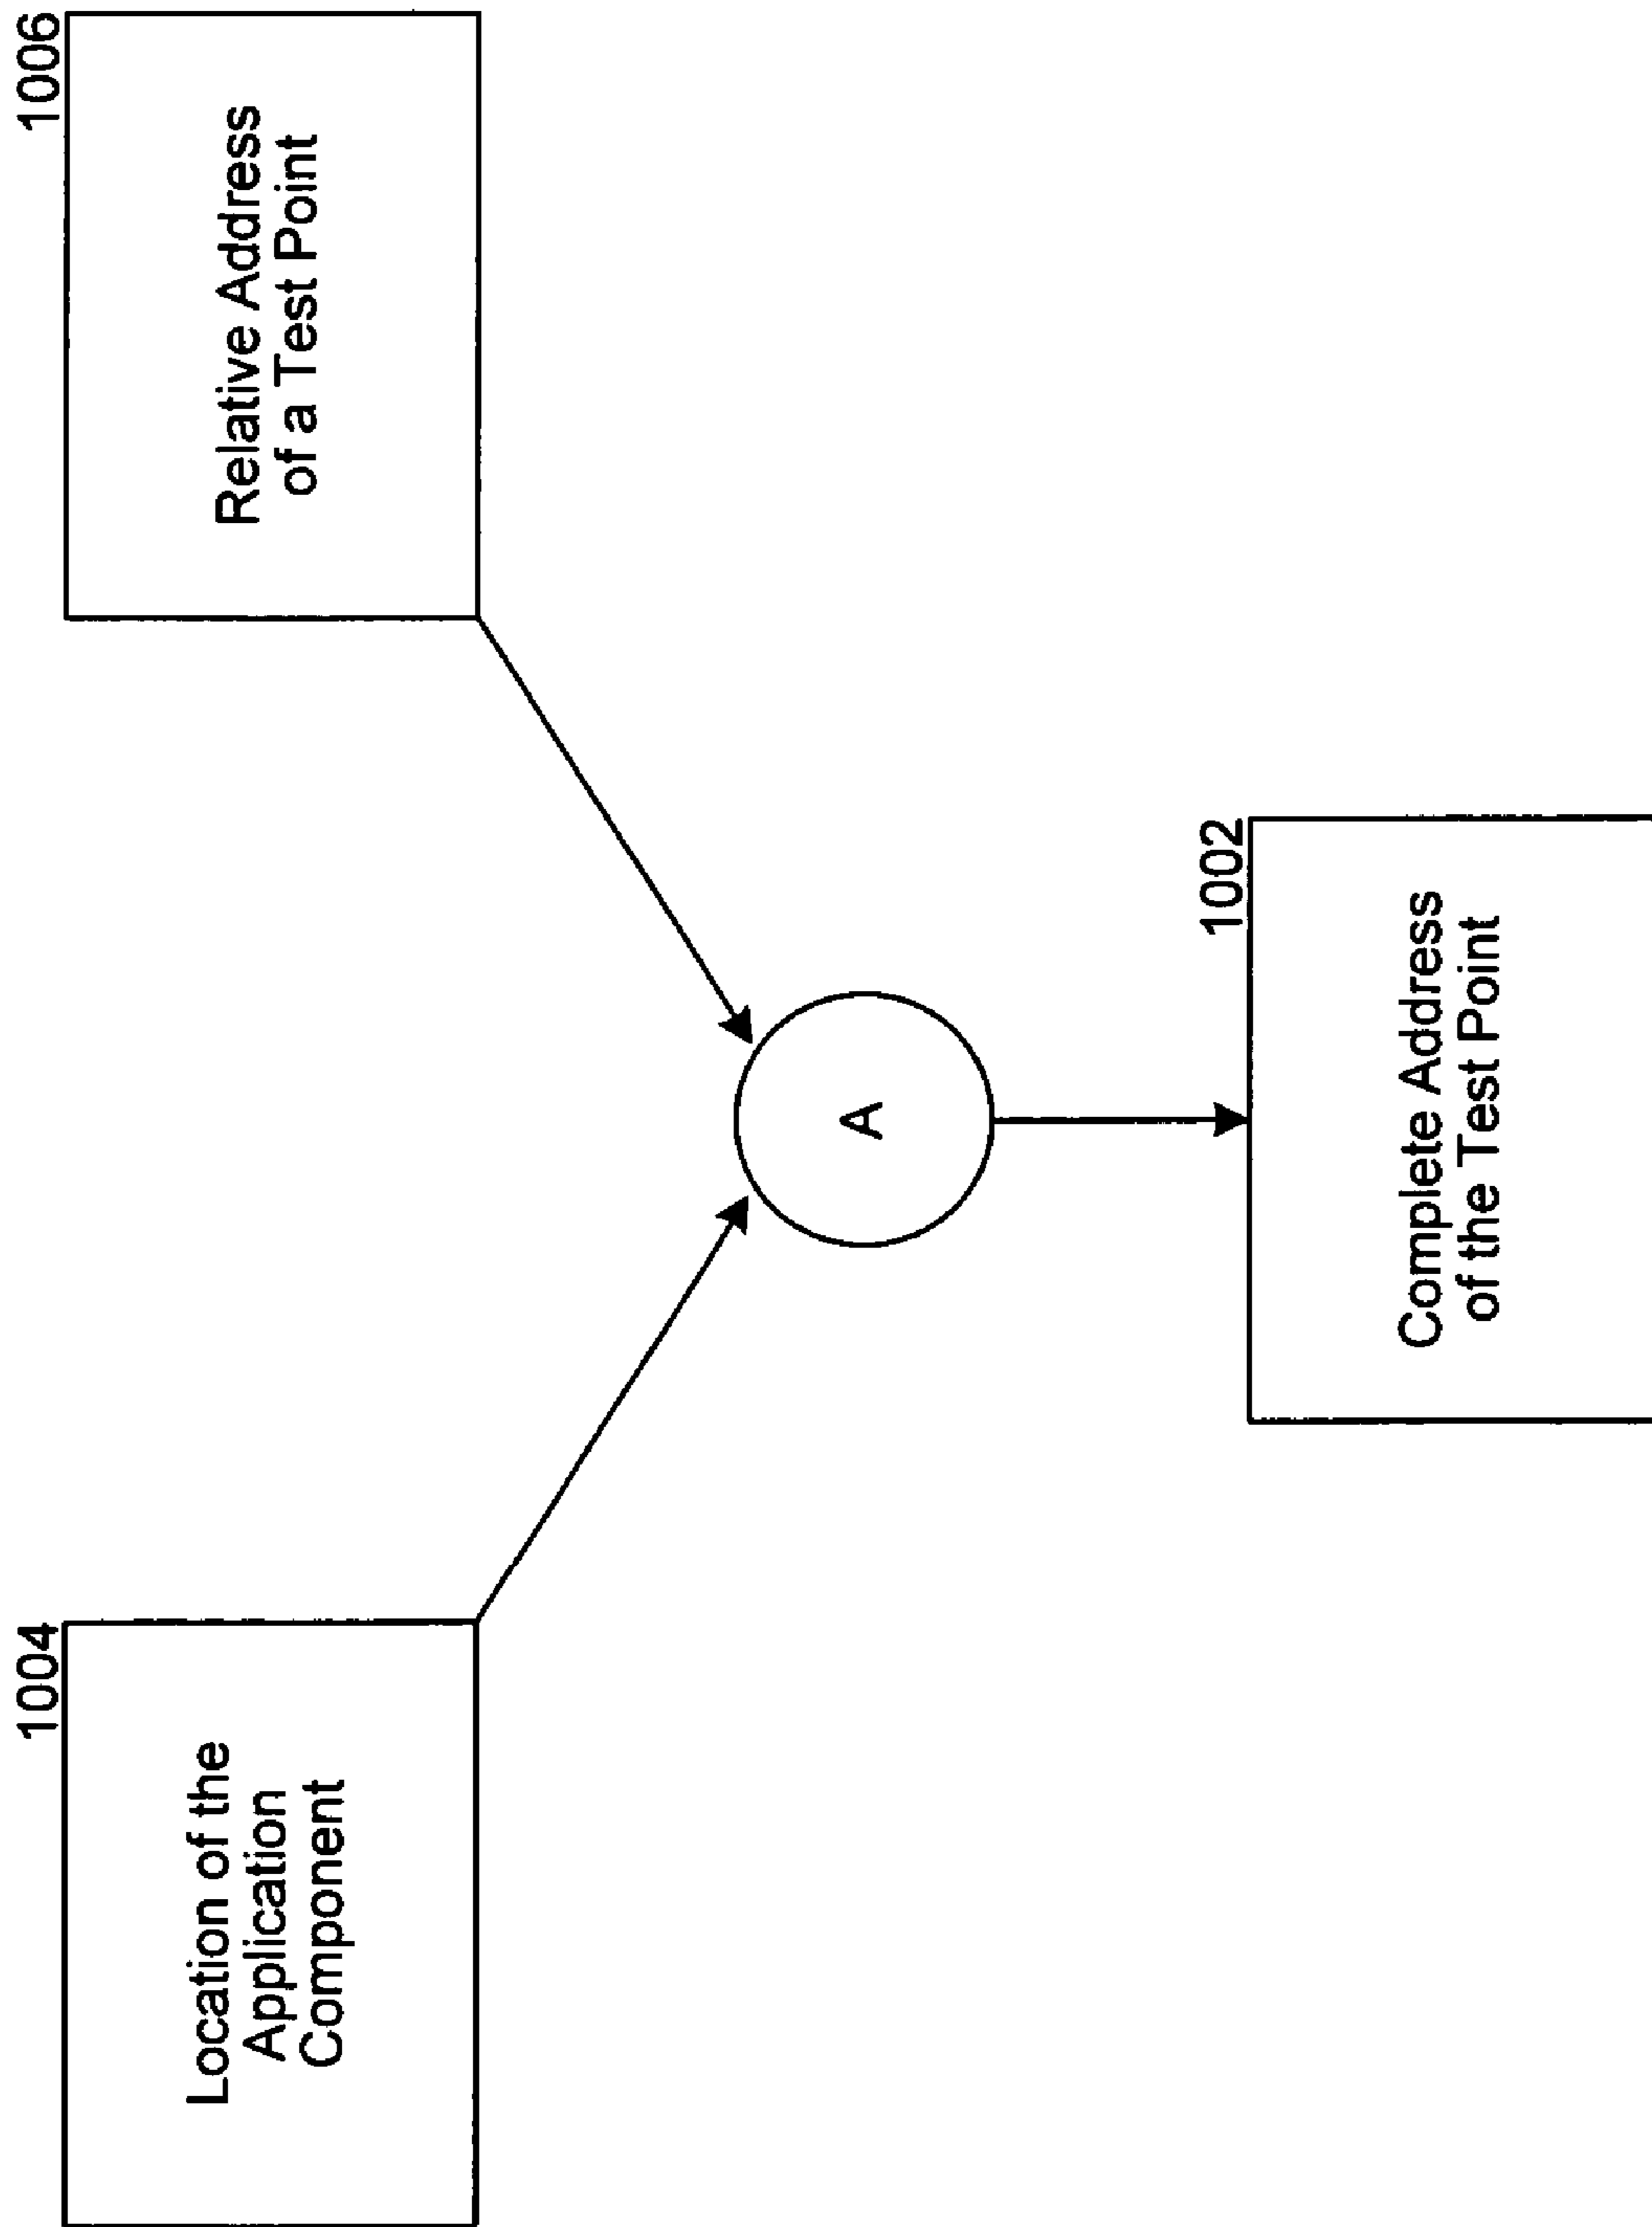 1004
Location of the
Application
Component
1006
Relative Address
of a Test Point
A
1002
Complete Address
of the Test Point